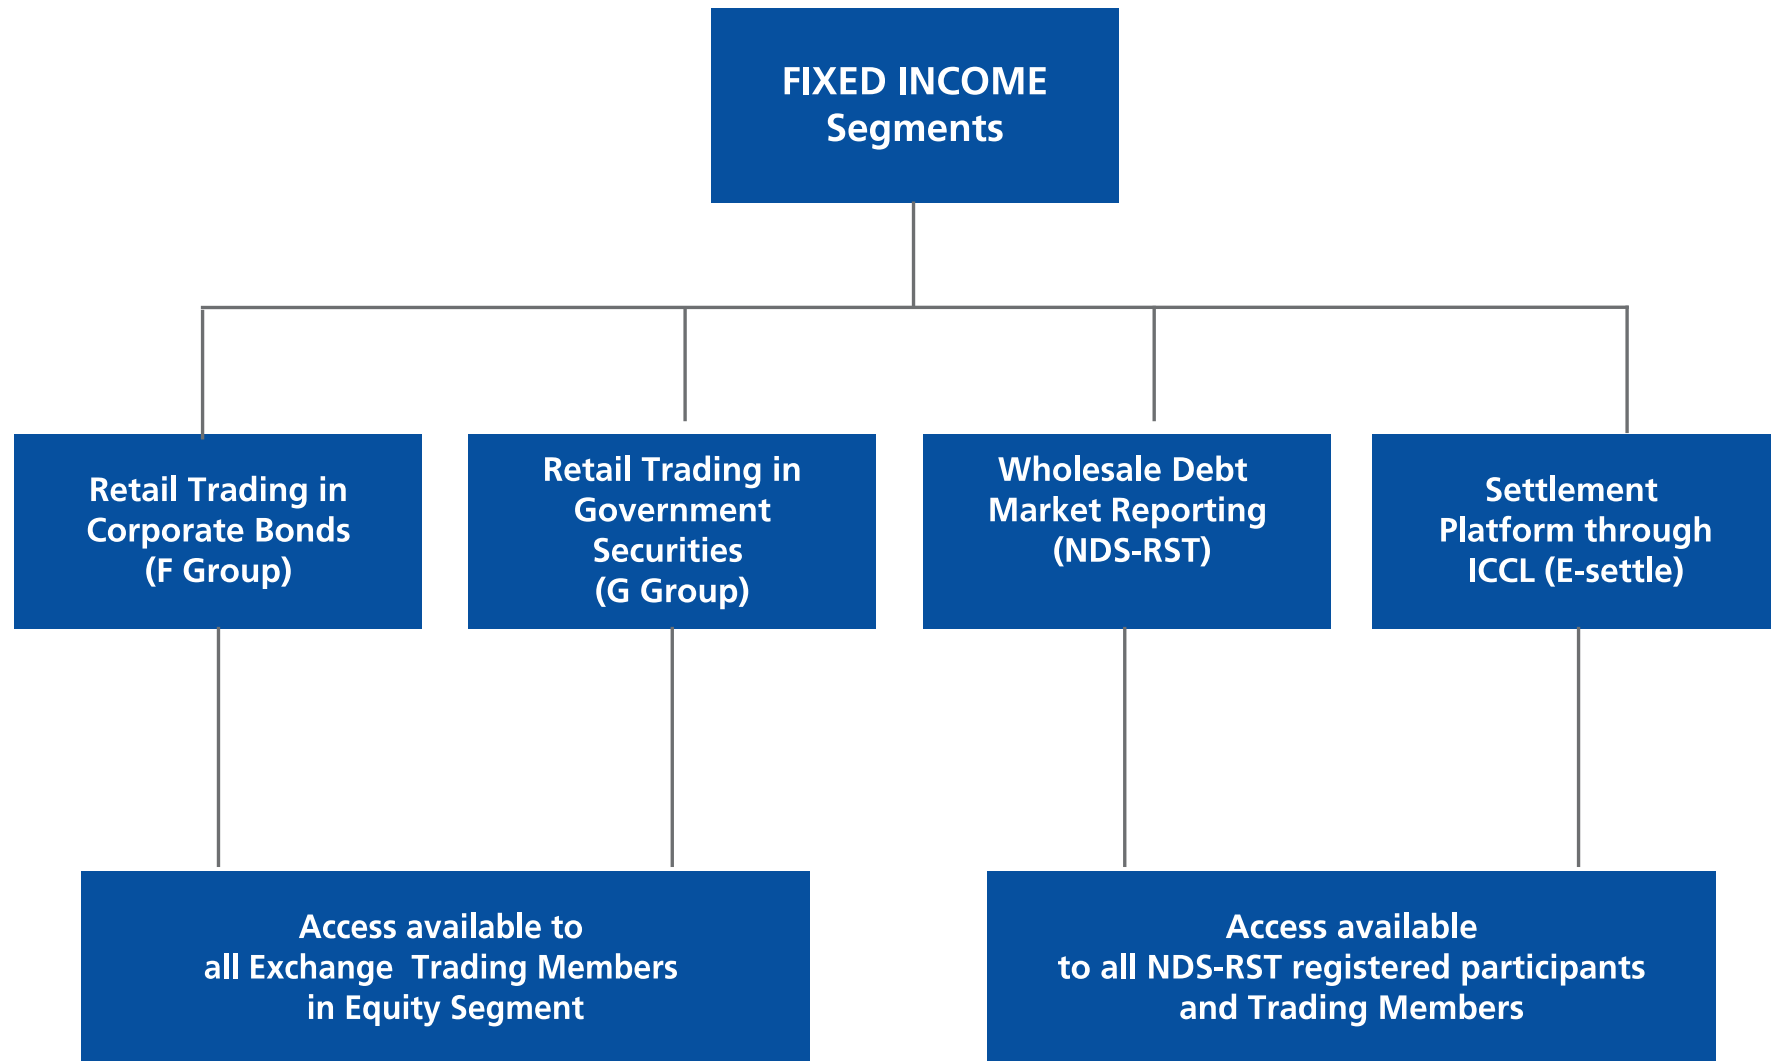 FIXED INCOME
Segments
Retail Trading in
Corporate Bonds
(F Group)
Retail Trading in
Government
Securities
(G Group)
Wholesale Debt
Market Reporting
(NDS-RST)
Settlement
Platform through
ICCL (E-settle)
Access available to
all Exchange Trading Members
in Equity Segment
Access available
to all NDS-RST registered participants
and Trading Members